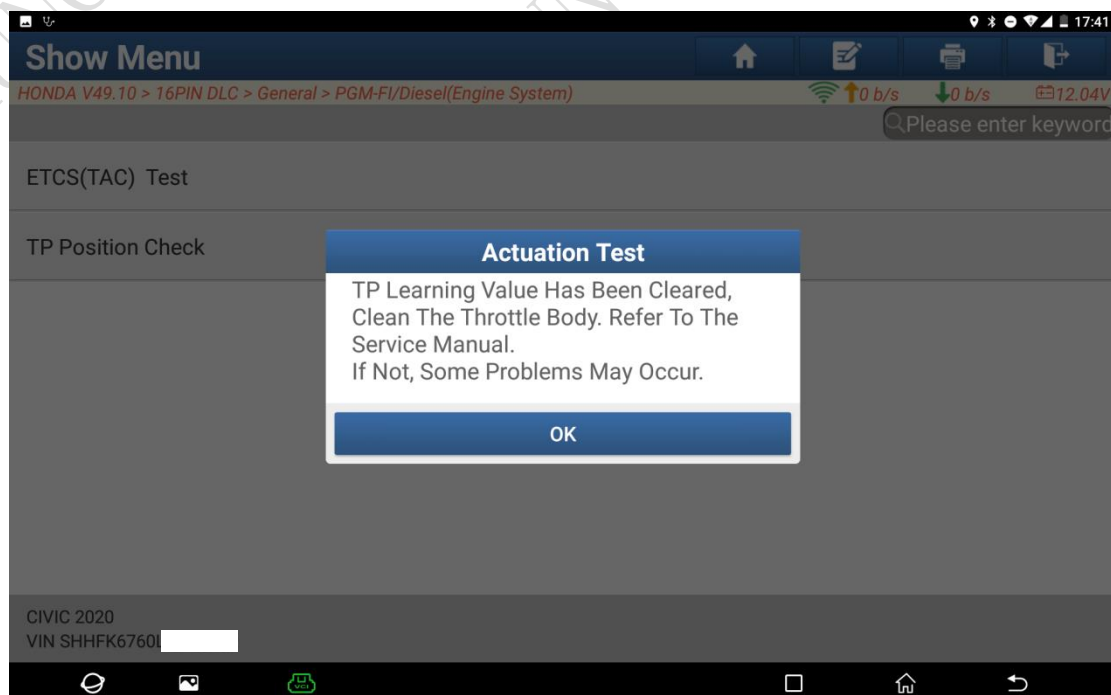 17:41
Show Menu
HONDA V49.10 > 16PIN DLC > General > PGM-FI/Diesel(Engine System) 0 b/s 0 b/s 12.04V
Please enter keyword
ETCS(TAC) Test
TP Position Check
Actuation Test
TP Learning Value Has Been Cleared,
Clean The Throttle Body. Refer To The
Service Manual.
If Not, Some Problems May Occur.
OK
CIVIC 2020
VIN SHHFK6760
VCI